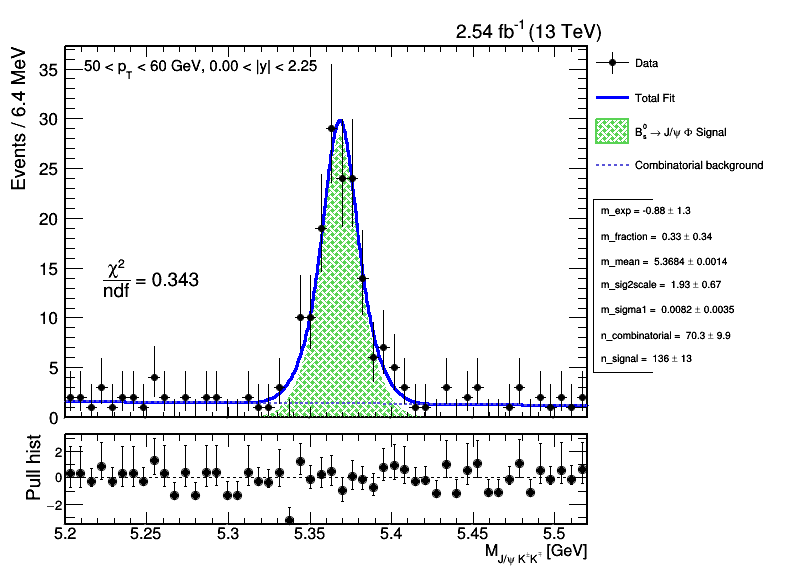 2.54 fb⁻¹ (13 TeV)
Events / 6.4 MeV
50 < p_T < 60 GeV, 0.00 < |y| < 2.25
χ²/ndf = 0.343
35
30
25
20
15
10
5
0
Data
Total Fit
B⁰ₛ → J/ψ Φ Signal
Combinatorial background
m_exp = -0.88 ± 1.3
m_fraction = 0.33 ± 0.34
m_mean = 5.3684 ± 0.0014
m_sig2scale = 1.93 ± 0.67
m_sigma1 = 0.0082 ± 0.0035
n_combinatorial = 70.3 ± 9.9
n_signal = 136 ± 13
Pull hist
2
0
−2
5.2 5.25 5.3 5.35 5.4 5.45 5.5
M_{J/ψ K^±K^∓} [GeV]